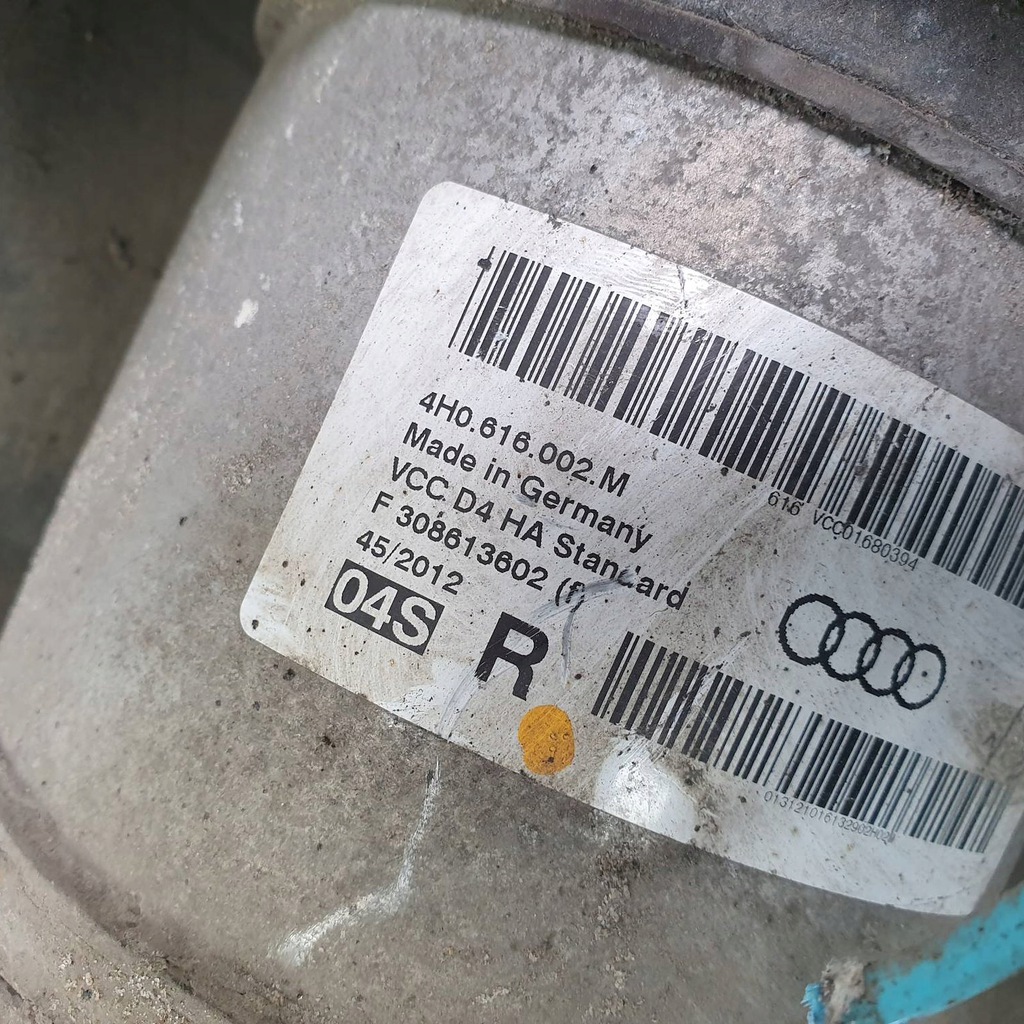 4H0.616.002.M
Made in Germany
VCC D4 HA Standard
F 308613602 (f)
45/2012
04S
R
616 VCC01680394